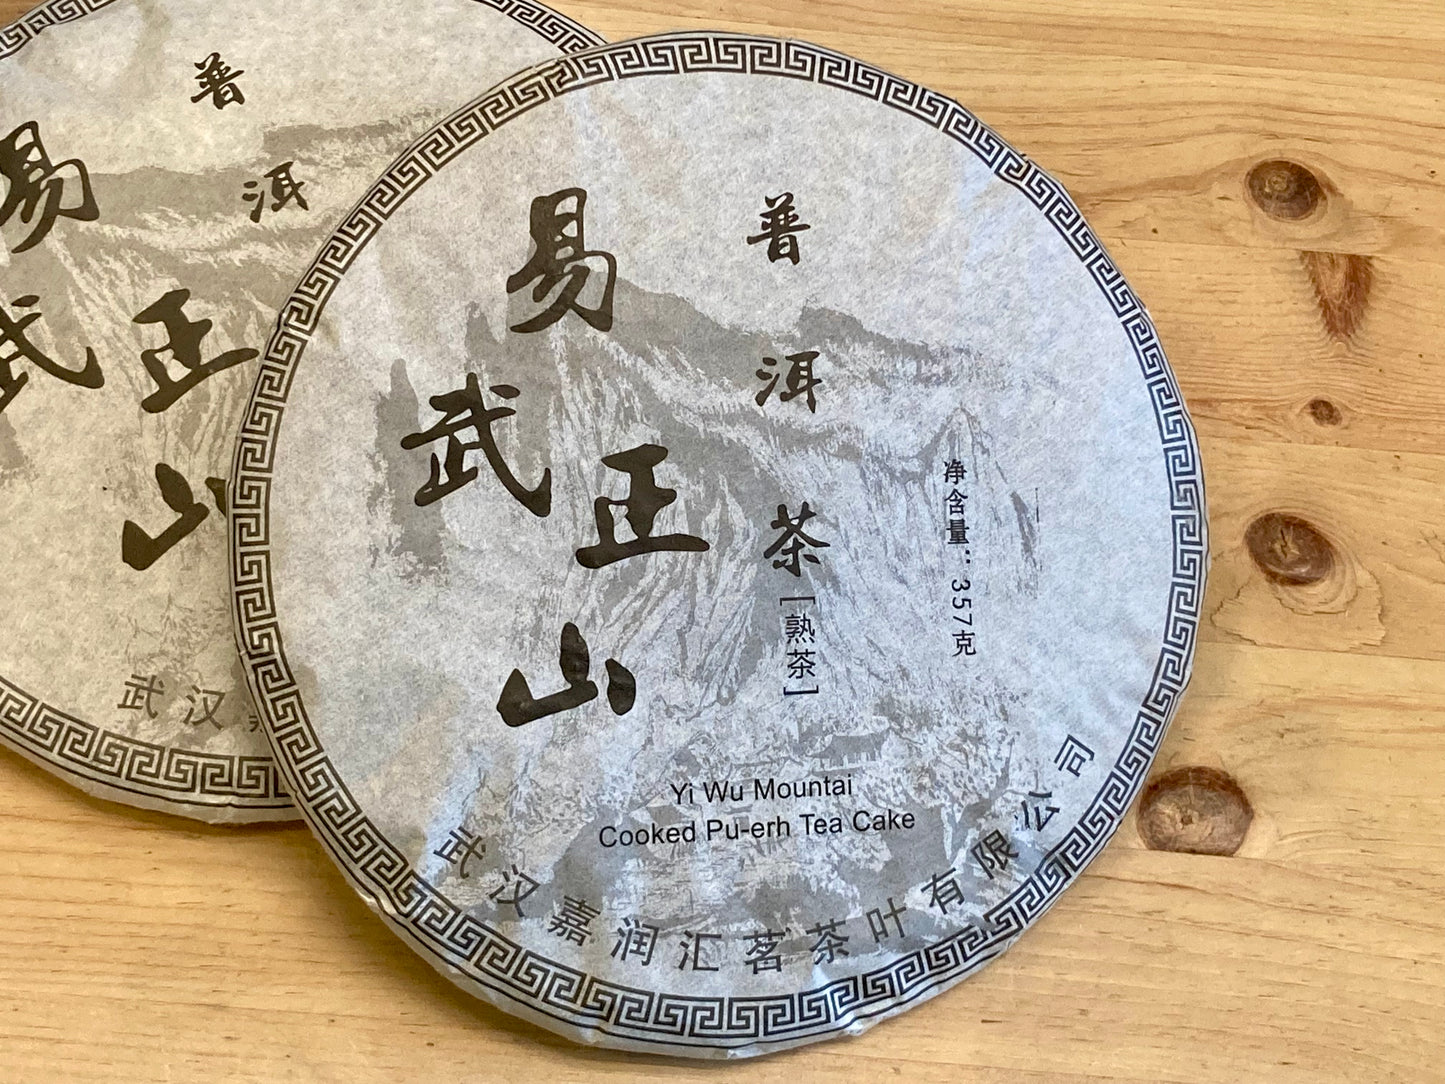 易武正山
普洱茶
[熟茶]
净含量：357克
Yi Wu Mountai
Cooked Pu-erh Tea Cake
武汉嘉润汇茗茶叶有限公司
普洱
易武正山
武汉